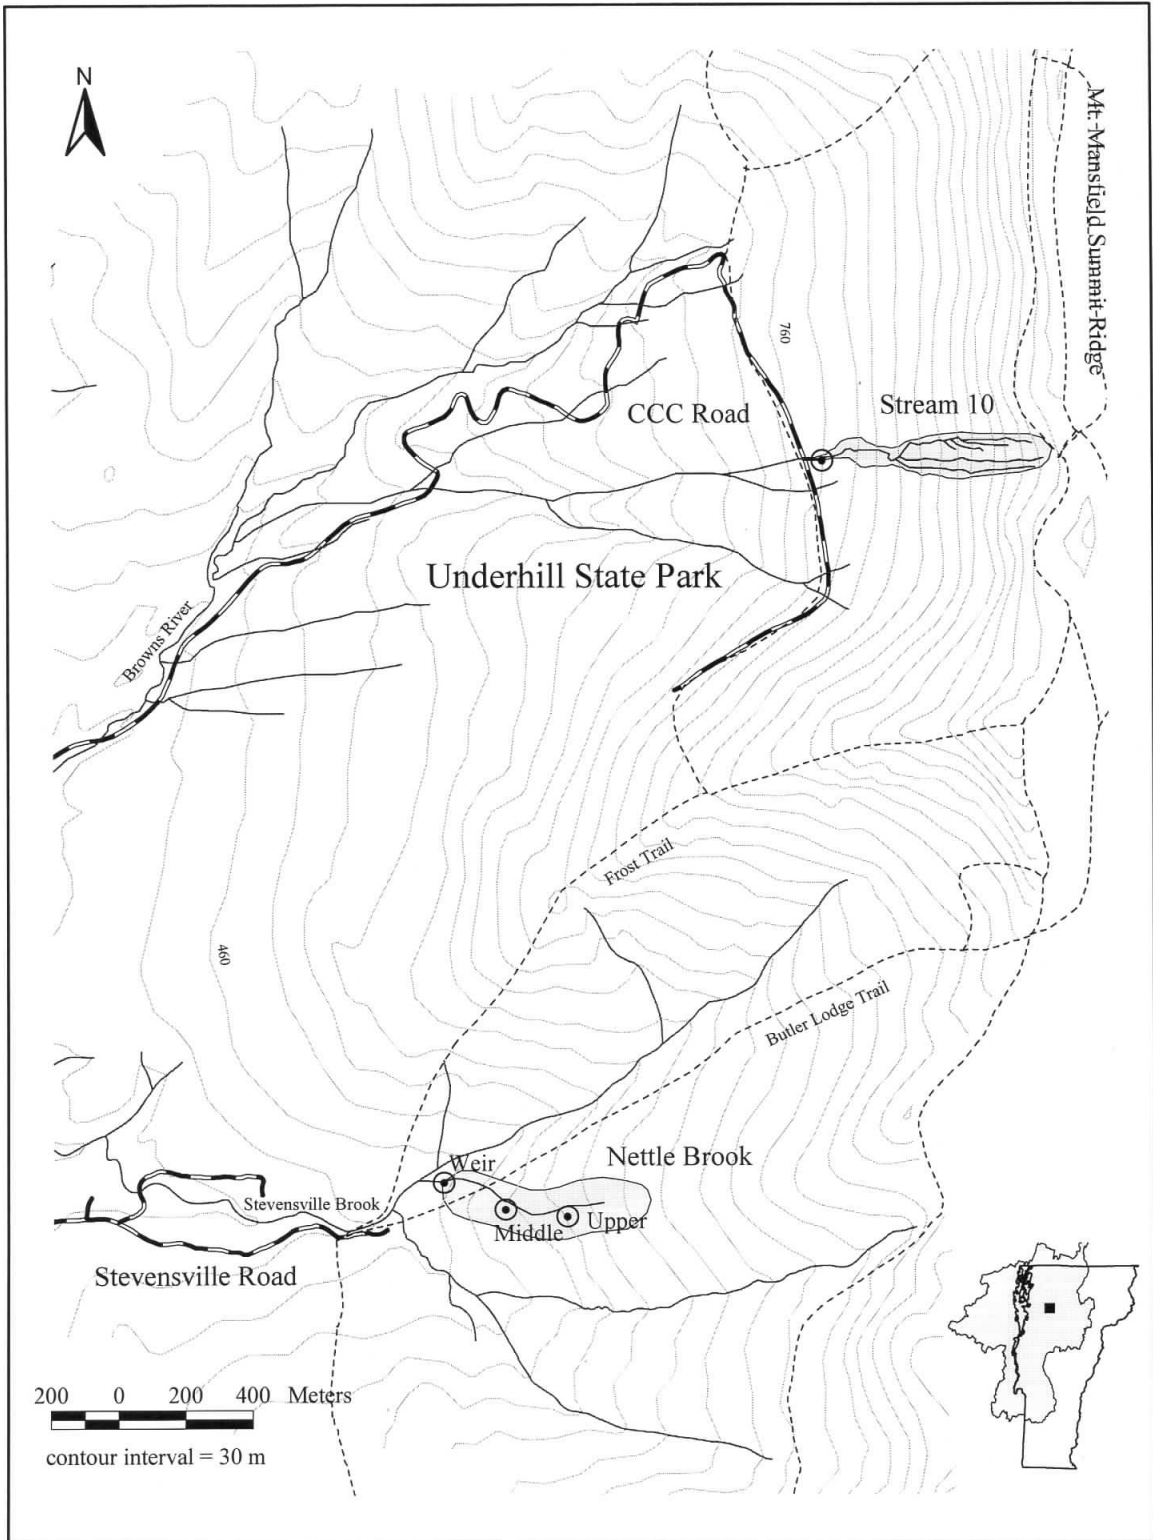 N
Mt. Mansfield Summit Ridge
760
Stream 10
CCC Road
Underhill State Park
Browns River
Frost Trail
460
Butler Lodge Trail
Nettle Brook
Weir
Stevensville Brook
Middle
Upper
Stevensville Road
200 0 200 400 Meters
contour interval = 30 m